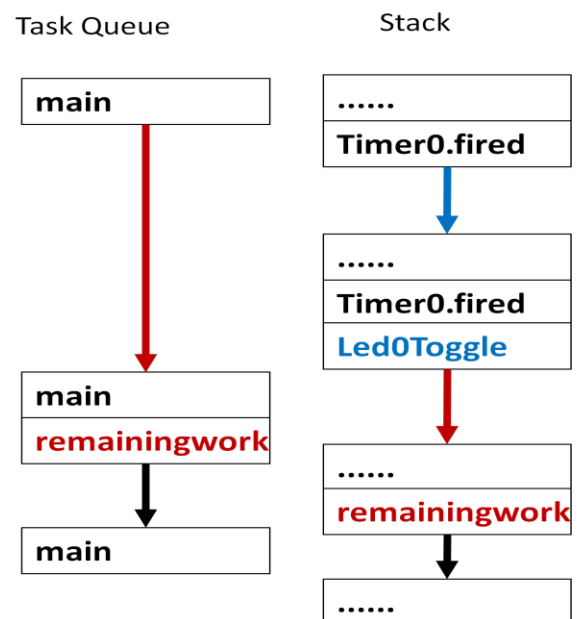 Task Queue
main
main
remainingwork
main
Stack
......
Timer0.fired
......
Timer0.fired
Led0Toggle
......
remainingwork
......